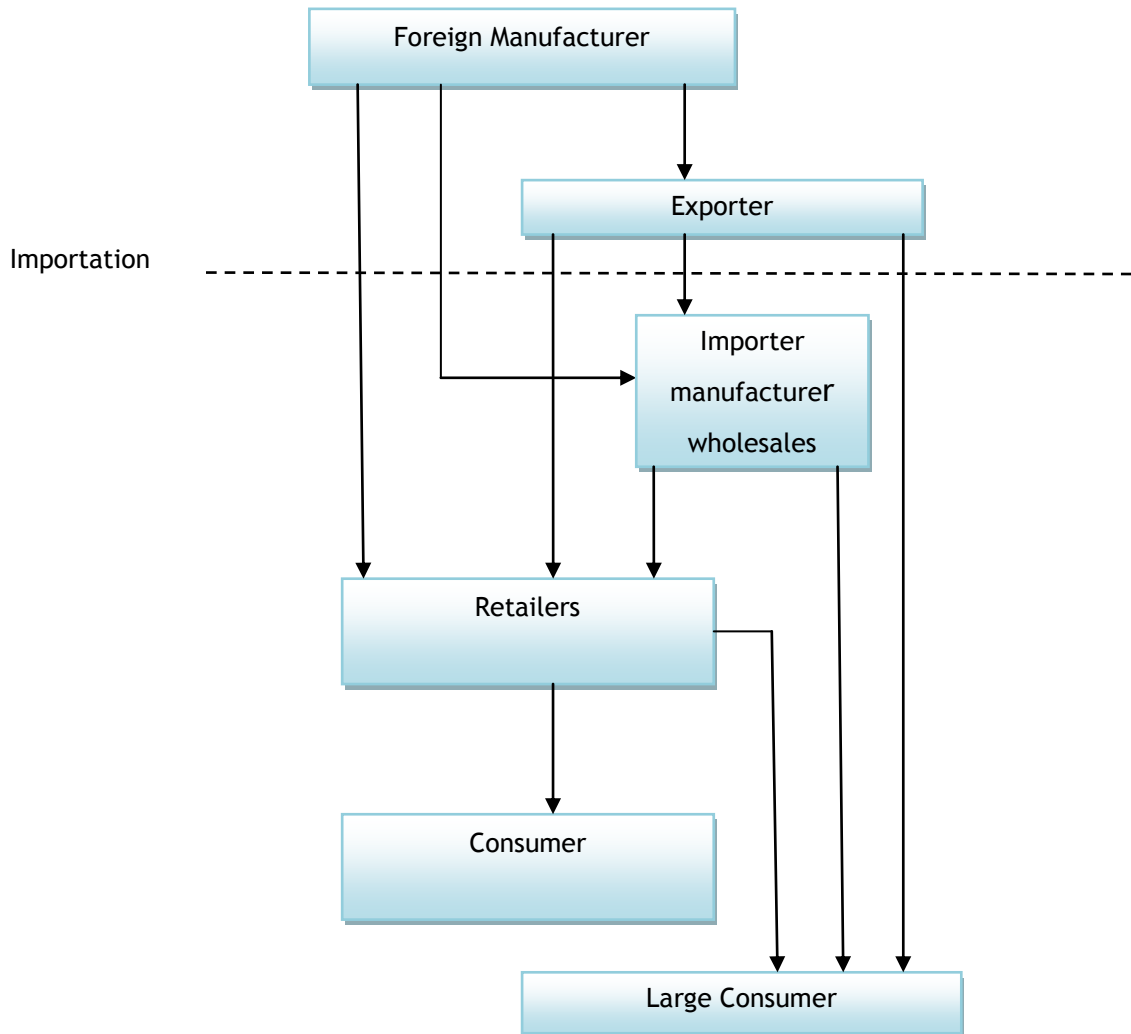 Foreign Manufacturer
Exporter
Importation
Importer
manufacturer
wholesales
Retailers
Consumer
Large Consumer